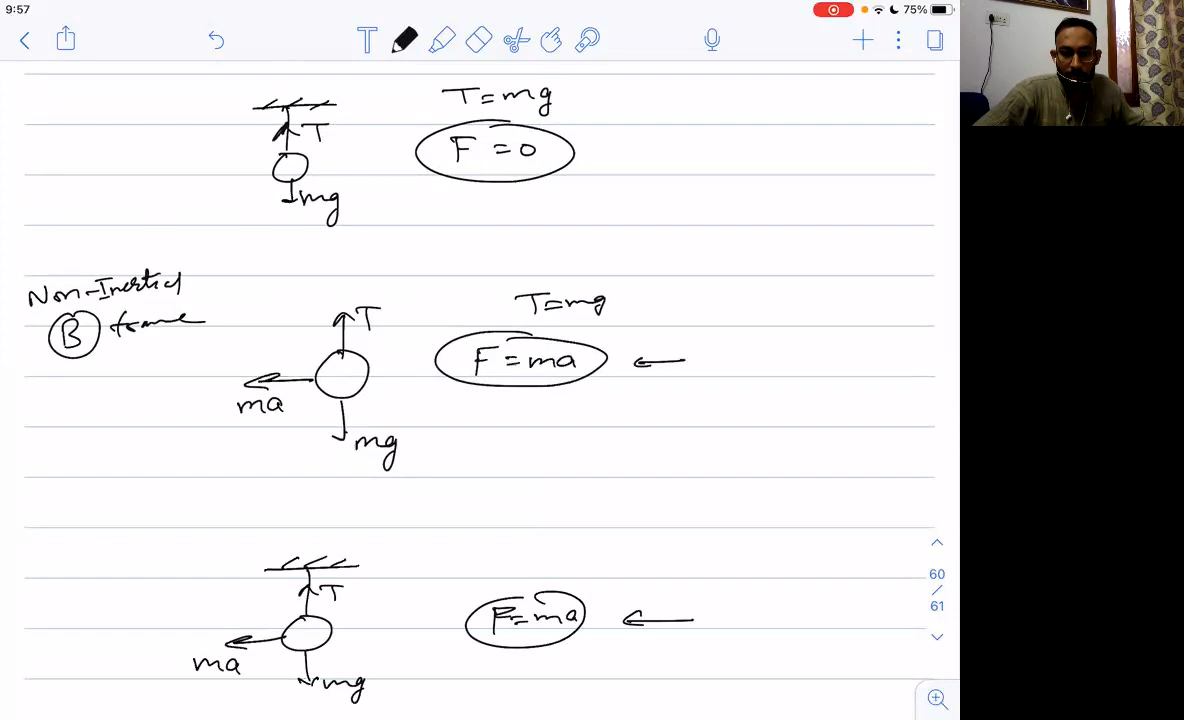 9:57
75%
T
T=mg
F=0
T
mg
Non-Inertial
B frame
T
T=mg
F=ma
ma
mg
60
/
61
T
F=ma
ma
mg